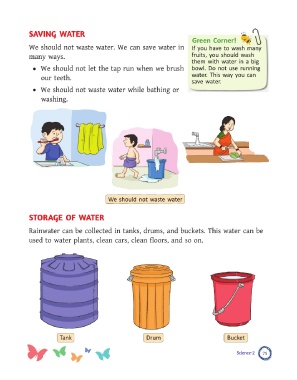 SAVING WATER
We should not waste water. We can save water in
many ways.
• We should not let the tap run when we brush
our teeth.
• We should not waste water while bathing or
washing.
Green Corner!
If you have to wash many
fruits, you should wash
them with water in a big
bowl. Do not use running
water. This way you can
save water.
We should not waste water
STORAGE OF WATER
Rainwater can be collected in tanks, drums, and buckets. This water can be
used to water plants, clean cars, clean floors, and so on.
Tank
Drum
Bucket
Science-2